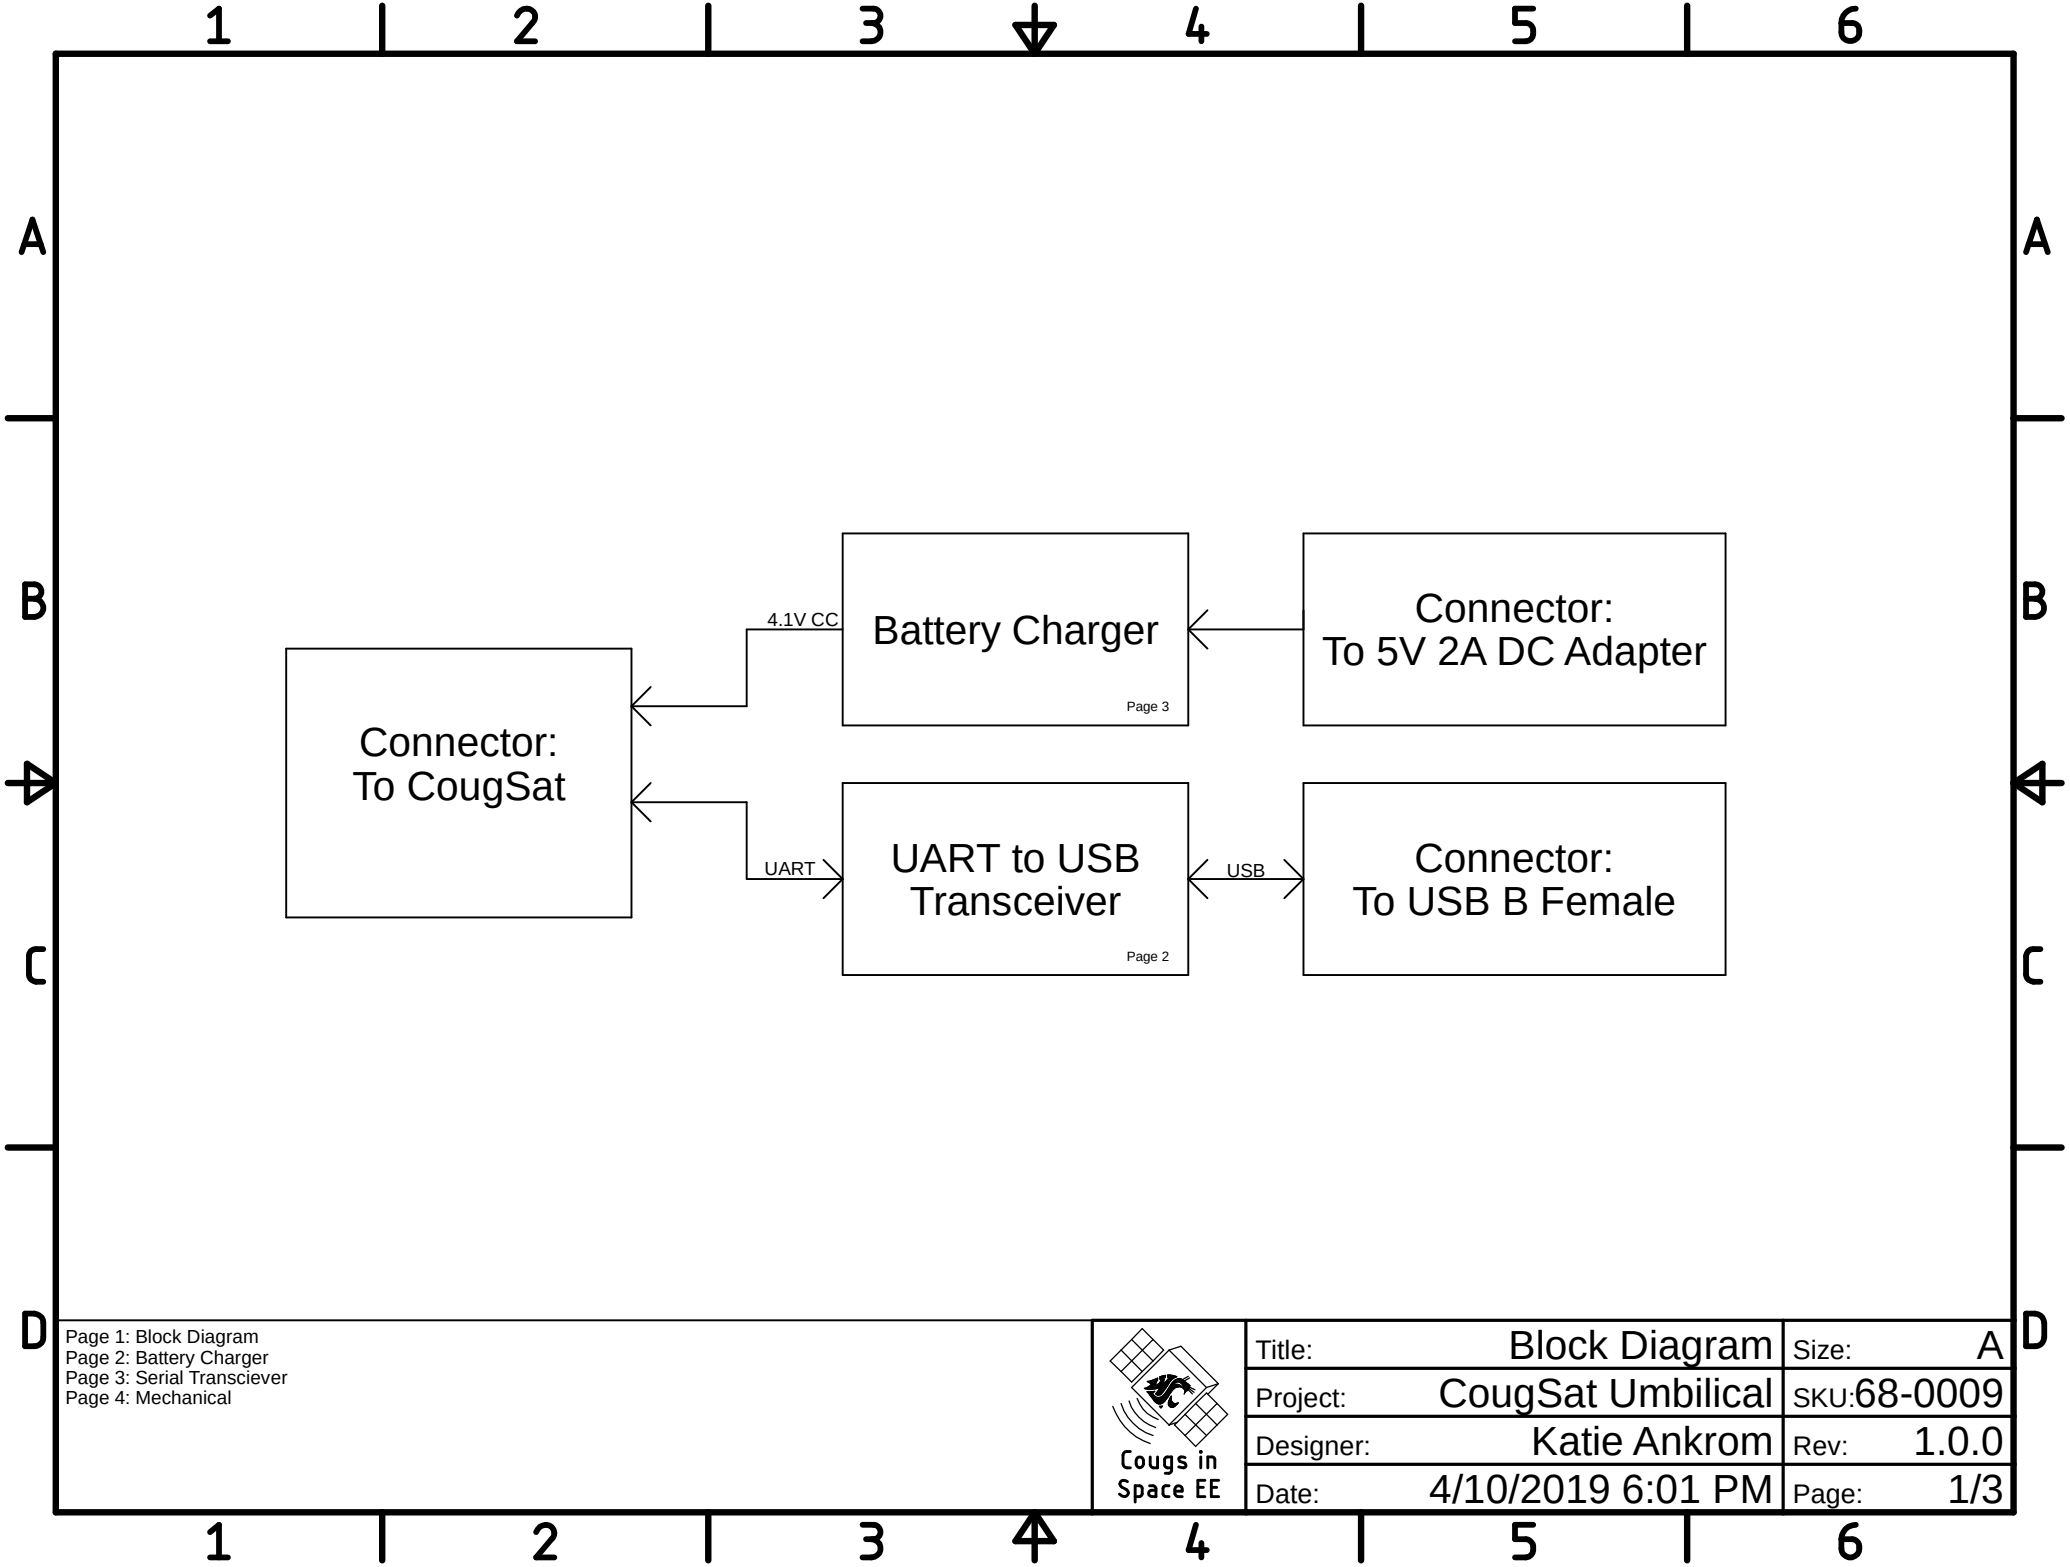 1 2 3 4 5 6
A A
4.1V CC
Battery Charger
Page 3
Connector:
To 5V 2A DC Adapter
B B
Connector:
To CougSat
UART
UART to USB
Transceiver
Page 2
USB
Connector:
To USB B Female
C C
D D
Page 1: Block Diagram
Page 2: Battery Charger
Page 3: Serial Transciever
Page 4: Mechanical
Cougs in
Space EE
Title: Block Diagram Size: A
Project: CougSat Umbilical SKU:68-0009
Designer: Katie Ankrom Rev: 1.0.0
Date: 4/10/2019 6:01 PM Page: 1/3
1 2 3 4 5 6